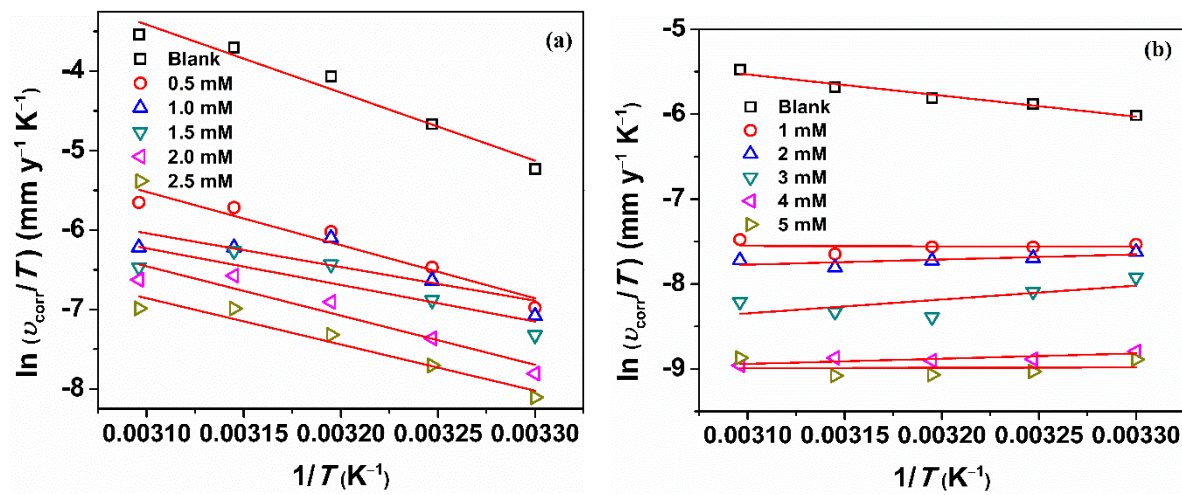 (a)
Blank
0.5 mM
1.0 mM
1.5 mM
2.0 mM
2.5 mM
-4
-5
-6
-7
-8
ln (υcorr/T) (mm y⁻¹ K⁻¹)
0.00310 0.00315 0.00320 0.00325 0.00330
1/T (K⁻¹)
(b)
Blank
1 mM
2 mM
3 mM
4 mM
5 mM
-5
-6
-7
-8
-9
ln (υcorr/T) (mm y⁻¹ K⁻¹)
0.00310 0.00315 0.00320 0.00325 0.00330
1/T (K⁻¹)